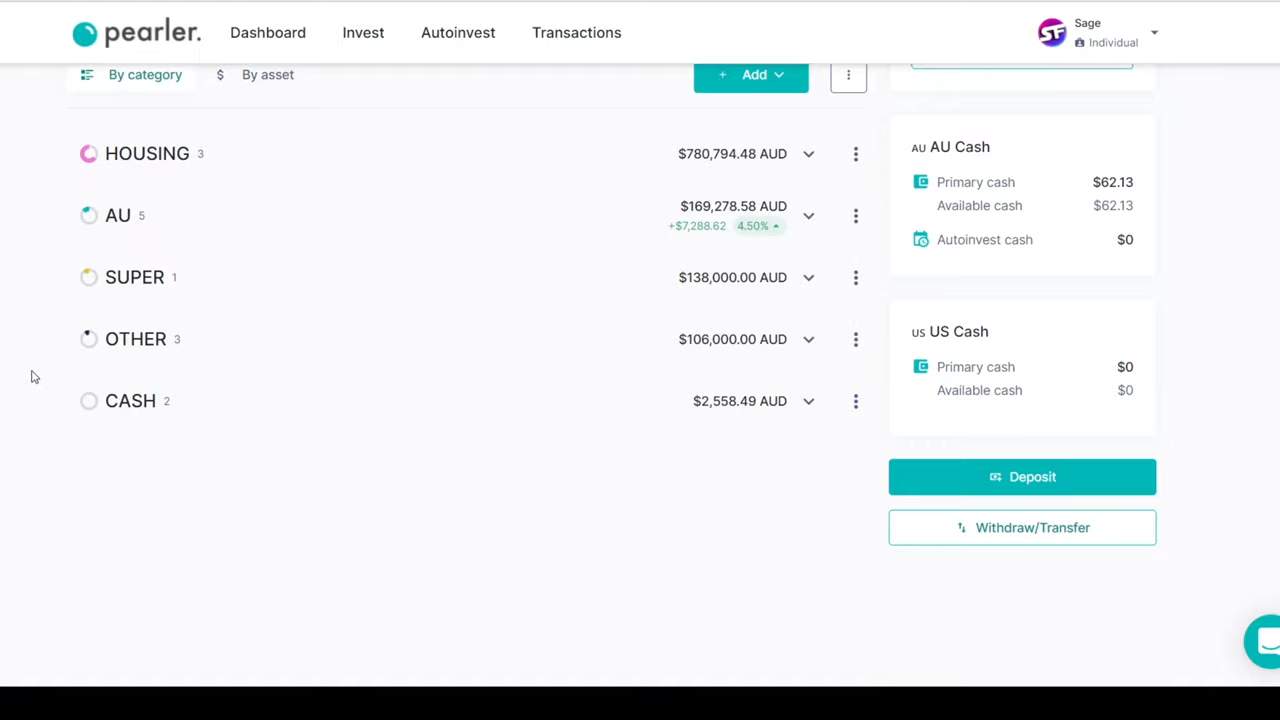 pearler.
Dashboard
Invest
Autoinvest
Transactions
SF
Sage
Individual
By category
$ By asset
+ Add
HOUSING 3
$780,794.48 AUD
AU 5
$169,278.58 AUD
+$7,288.62 4.50%
SUPER 1
$138,000.00 AUD
OTHER 3
$106,000.00 AUD
CASH 2
$2,558.49 AUD
AU AU Cash
Primary cash $62.13
Available cash $62.13
Autoinvest cash $0
US US Cash
Primary cash $0
Available cash $0
Deposit
Withdraw/Transfer